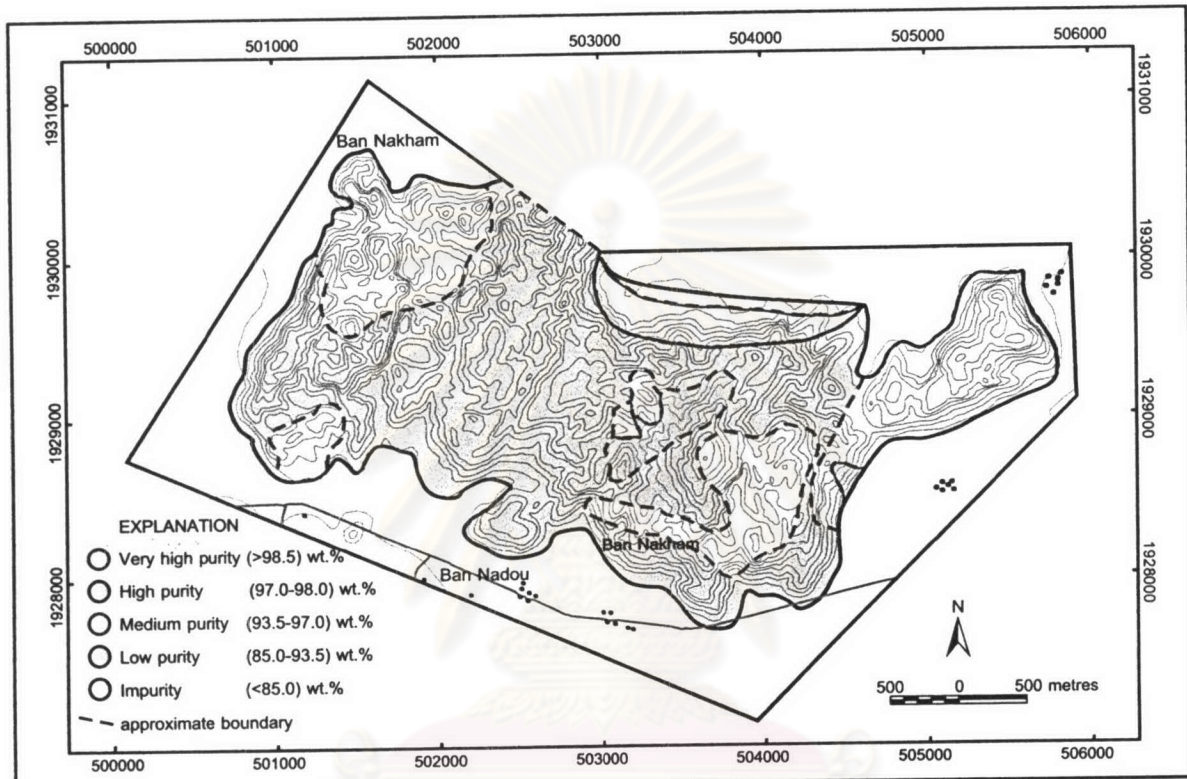 500000 501000 502000 503000 504000 505000 506000
1931000 1931000
Ban Nakham
1930000 1930000
1929000 1929000
EXPLANATION
Very high purity (>98.5) wt.%
High purity (97.0-98.0) wt.%
Medium purity (93.5-97.0) wt.%
Low purity (85.0-93.5) wt.%
Impurity (<85.0) wt.%
approximate boundary
Ban Nakham
Ban Nadou
1928000 1928000
N
500 0 500 metres
500000 501000 502000 503000 504000 505000 506000